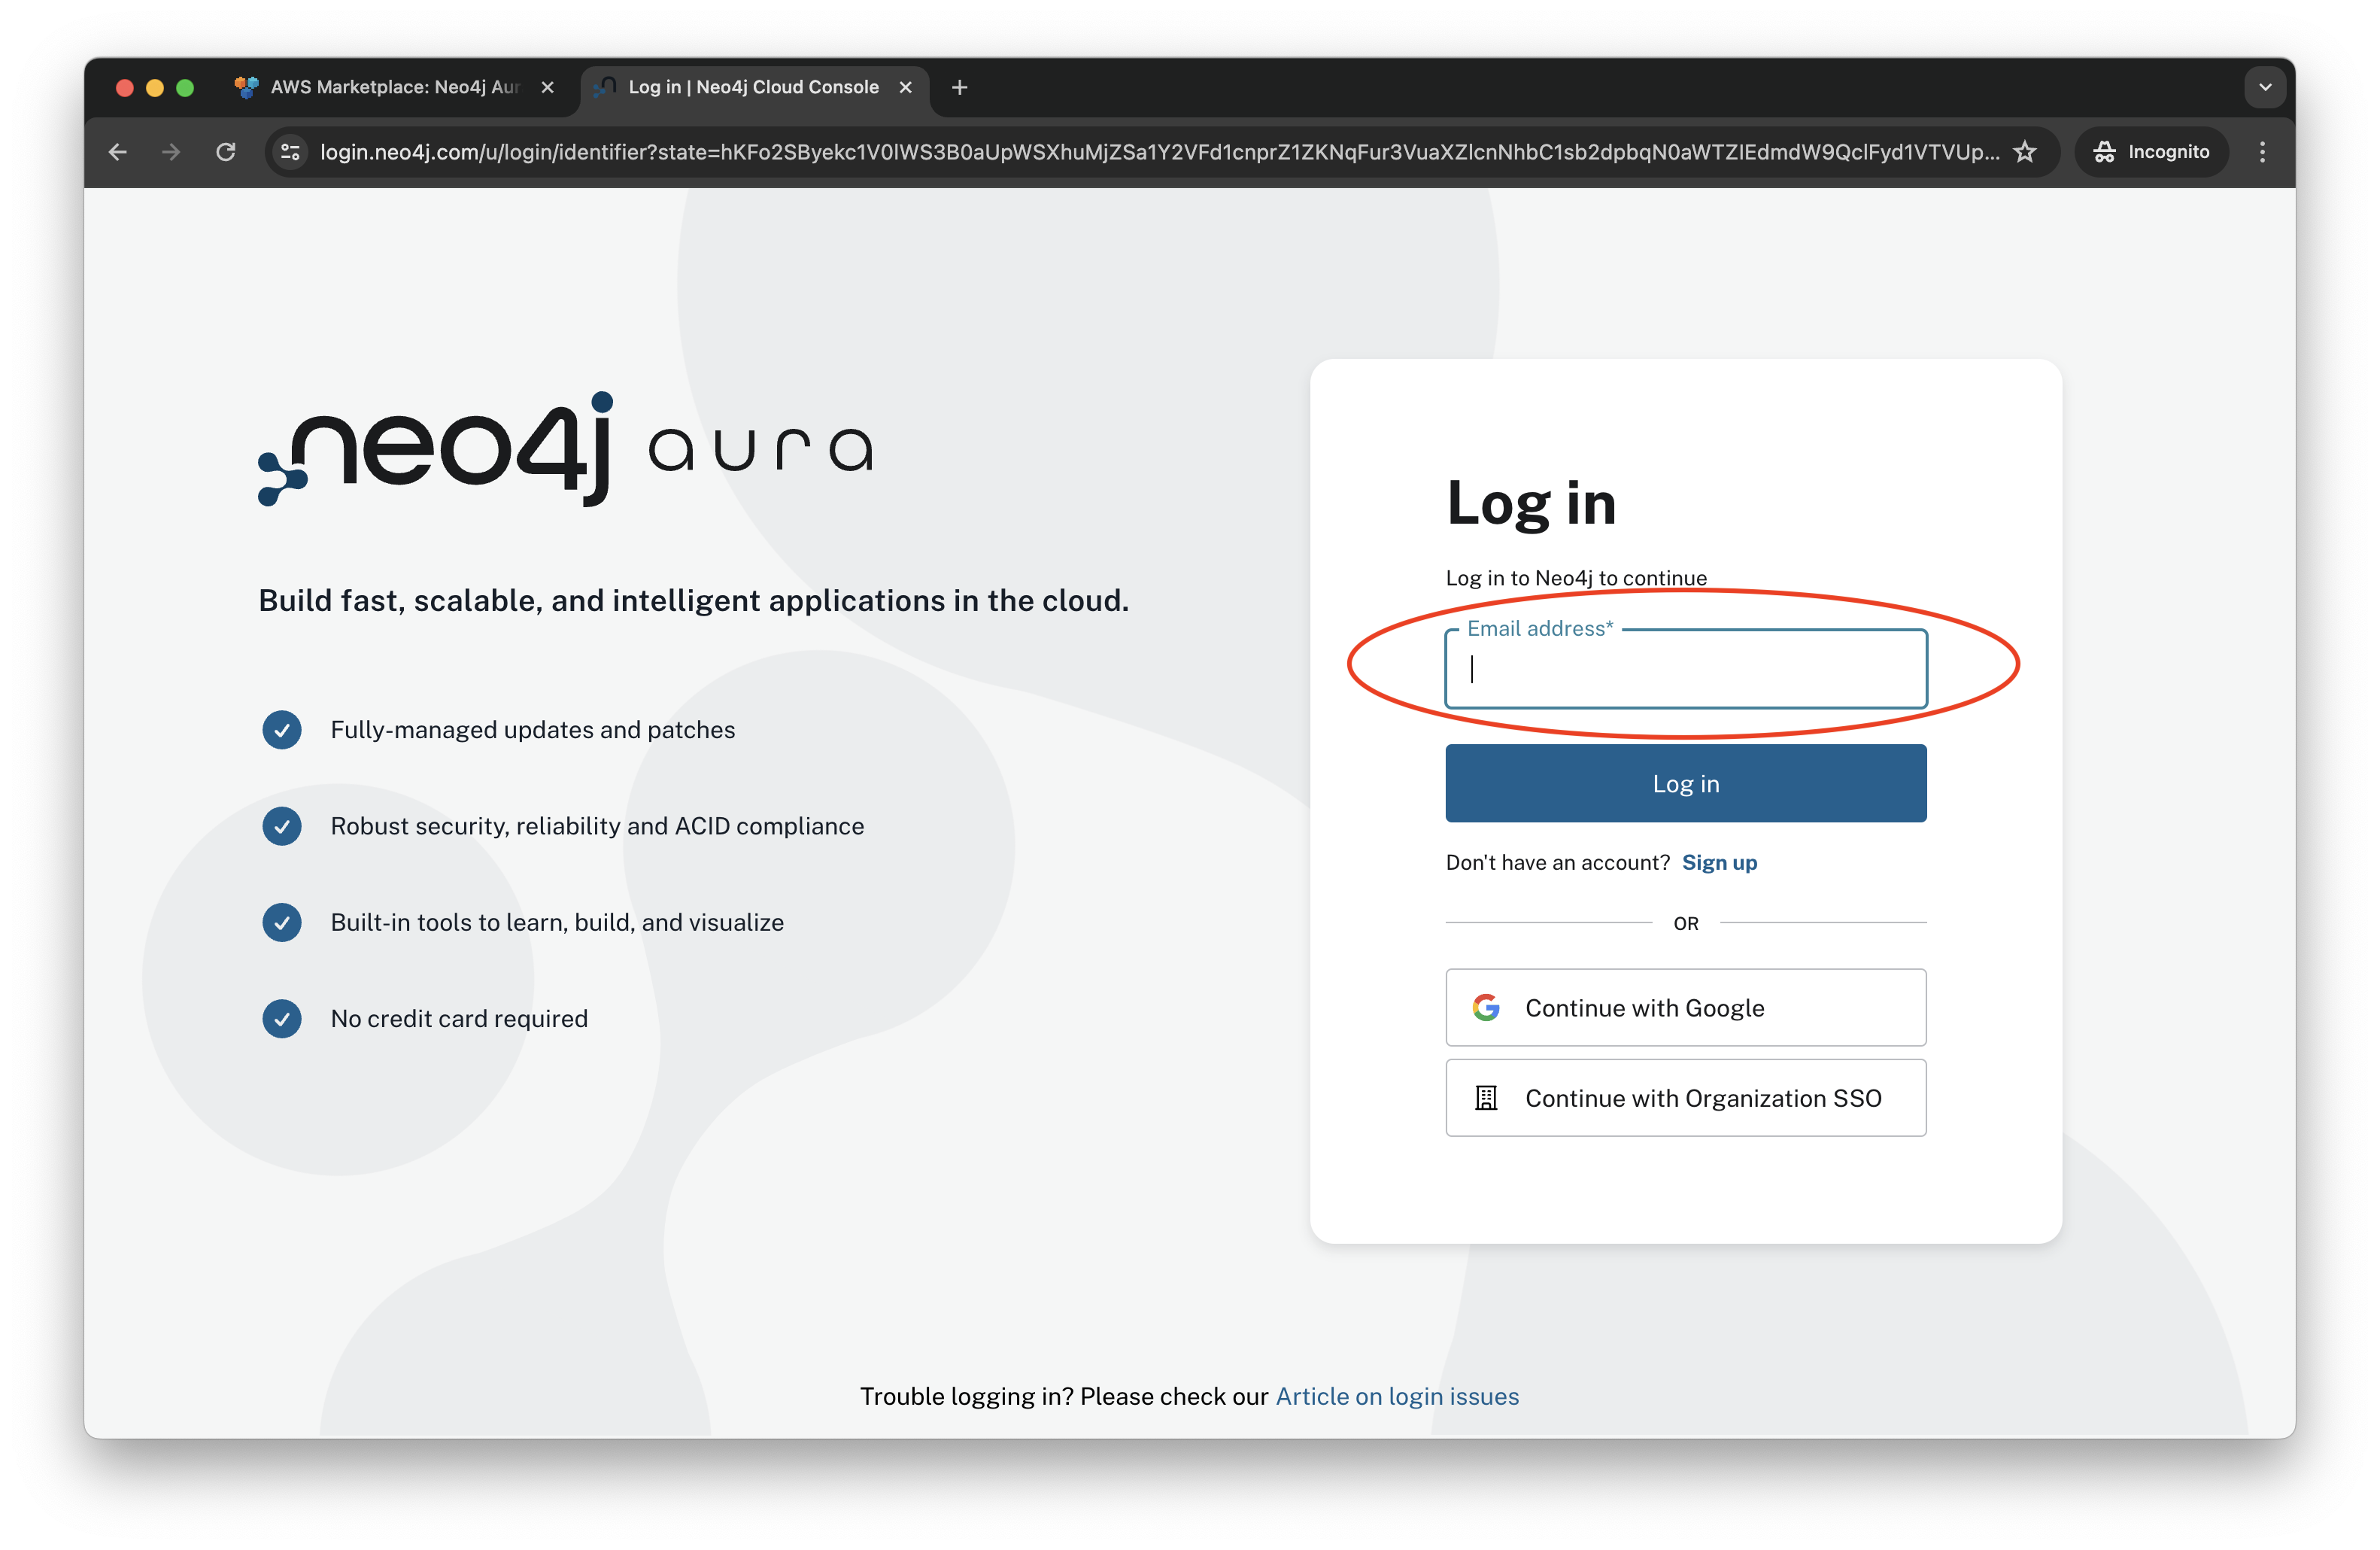 AWS Marketplace: Neo4j Aur
Log in | Neo4j Cloud Console
login.neo4j.com/u/login/identifier?state=hKFo2SByekc1V0lWS3B0aUpWSXhuMjZSa1Y2VFd1cnprZ1ZKNqFur3VuaXZlcnNhbC1sb2dpbqN0aWTZIEdmdW9QclFyd1VTVUp...
Incognito
neo4j aura
Build fast, scalable, and intelligent applications in the cloud.
Fully-managed updates and patches
Robust security, reliability and ACID compliance
Built-in tools to learn, build, and visualize
No credit card required
Log in
Log in to Neo4j to continue
Email address*
Log in
Don't have an account? Sign up
OR
Continue with Google
Continue with Organization SSO
Trouble logging in? Please check our Article on login issues